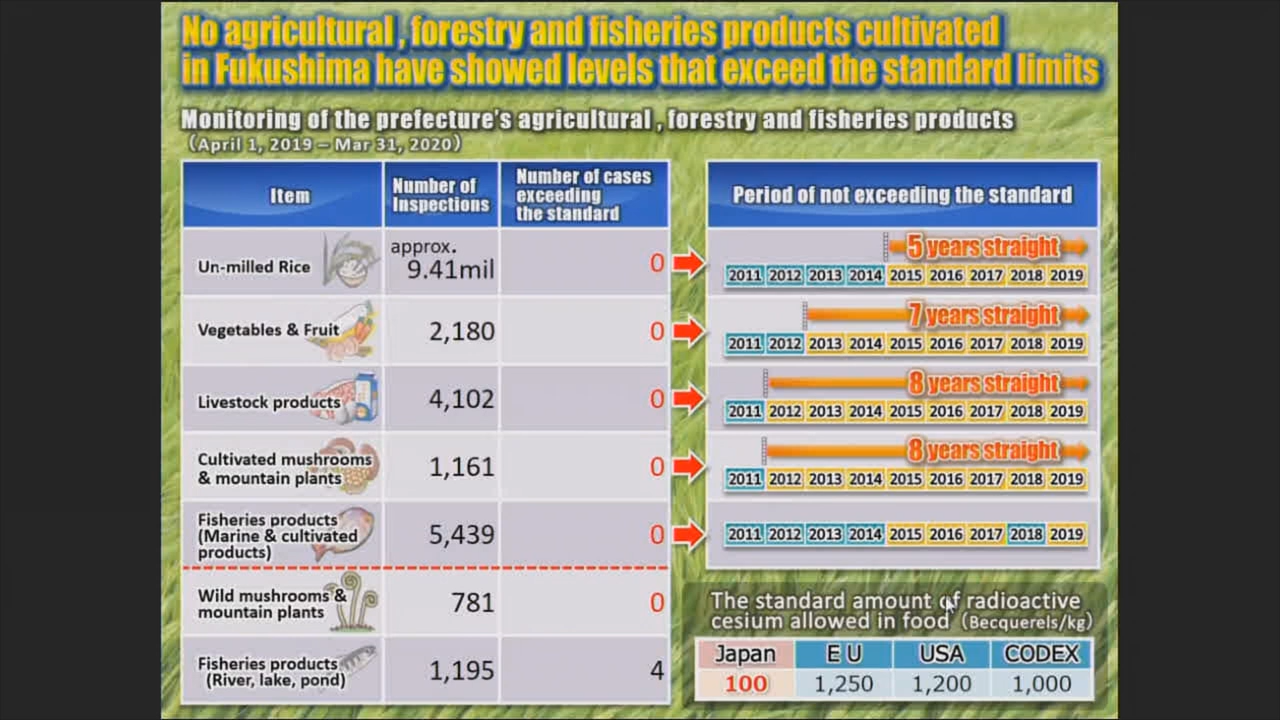 No agricultural , forestry and fisheries products cultivated
in Fukushima have showed levels that exceed the standard limits
Monitoring of the prefecture's agricultural , forestry and fisheries products
(April 1, 2019 – Mar 31, 2020)
Item
Number of
Inspections
Number of cases
exceeding
the standard
Period of not exceeding the standard
Un-milled Rice
approx.
9.41mil
0
5 years straight
2011 2012 2013 2014 2015 2016 2017 2018 2019
Vegetables & Fruit
2,180
0
7 years straight
2011 2012 2013 2014 2015 2016 2017 2018 2019
Livestock products
4,102
0
8 years straight
2011 2012 2013 2014 2015 2016 2017 2018 2019
Cultivated mushrooms
& mountain plants
1,161
0
8 years straight
2011 2012 2013 2014 2015 2016 2017 2018 2019
Fisheries products
(Marine & cultivated
products)
5,439
0
2011 2012 2013 2014 2015 2016 2017 2018 2019
Wild mushrooms &
mountain plants
781
0
Fisheries products
(River, lake, pond)
1,195
4
The standard amount of radioactive
cesium allowed in food (Becquerels/kg)
Japan EU USA CODEX
100 1,250 1,200 1,000